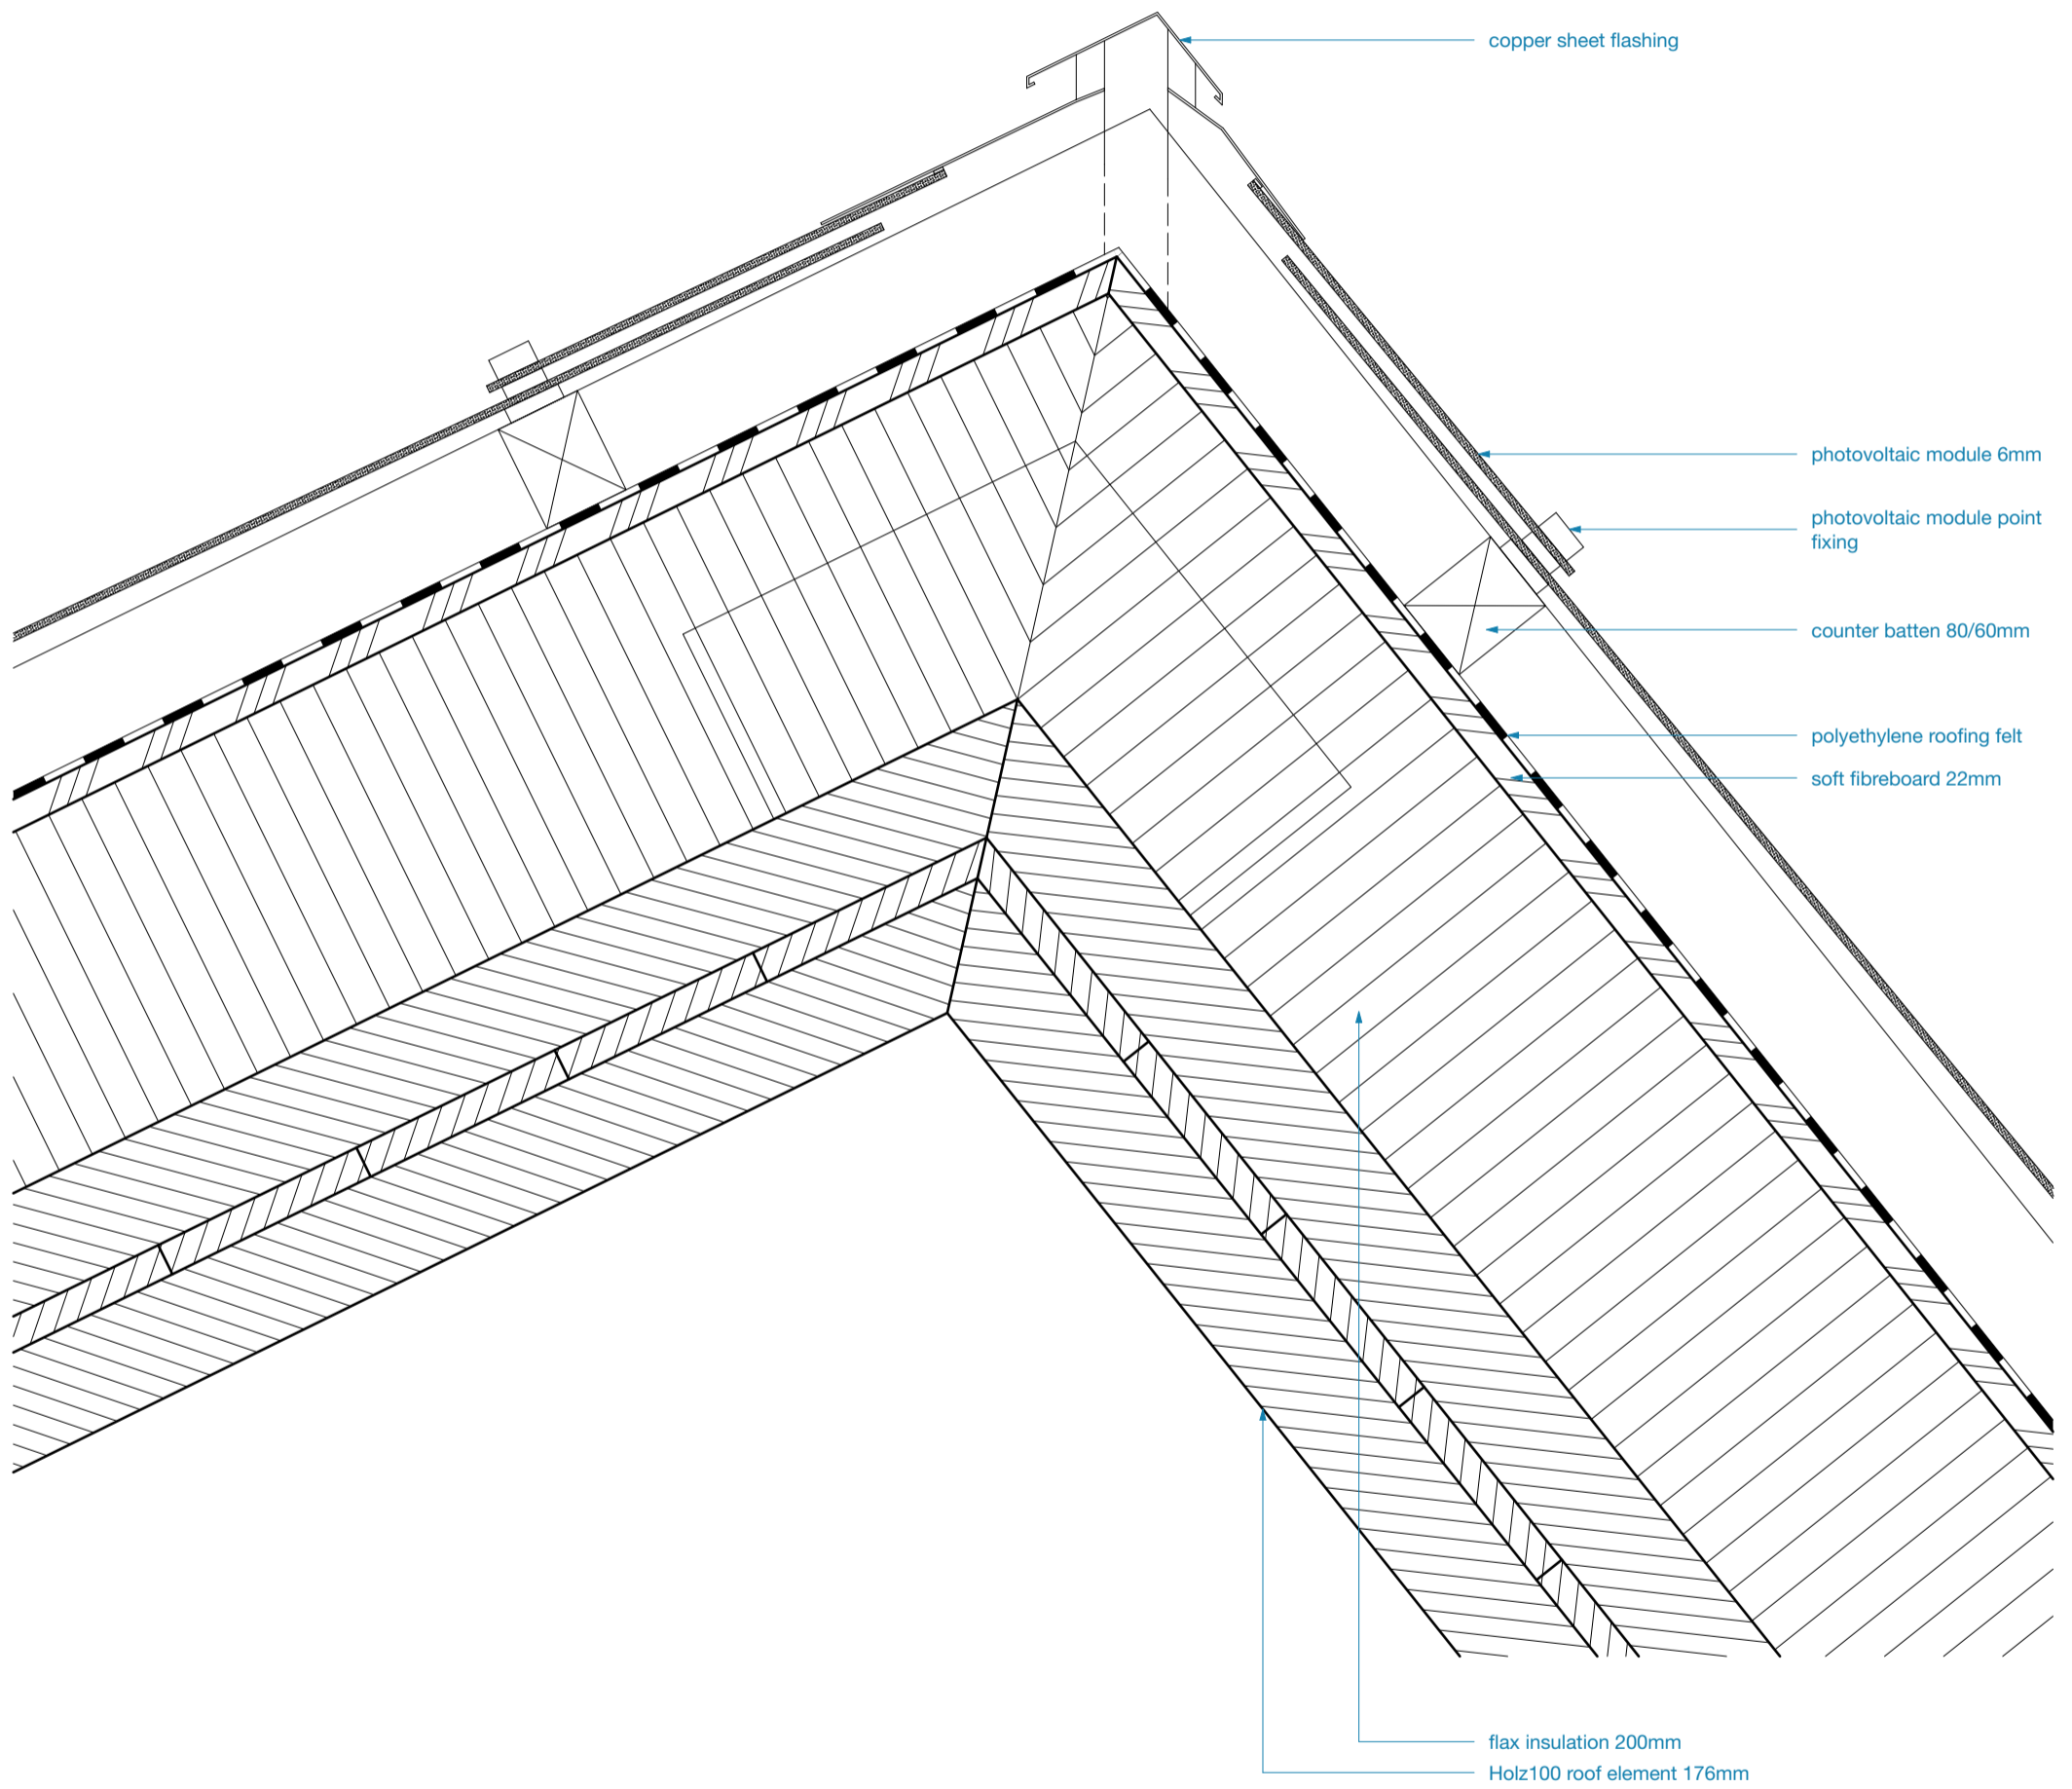 copper sheet flashing
photovoltaic module 6mm
photovoltaic module point
fixing
counter batten 80/60mm
polyethylene roofing felt
soft fibreboard 22mm
flax insulation 200mm
Holz100 roof element 176mm